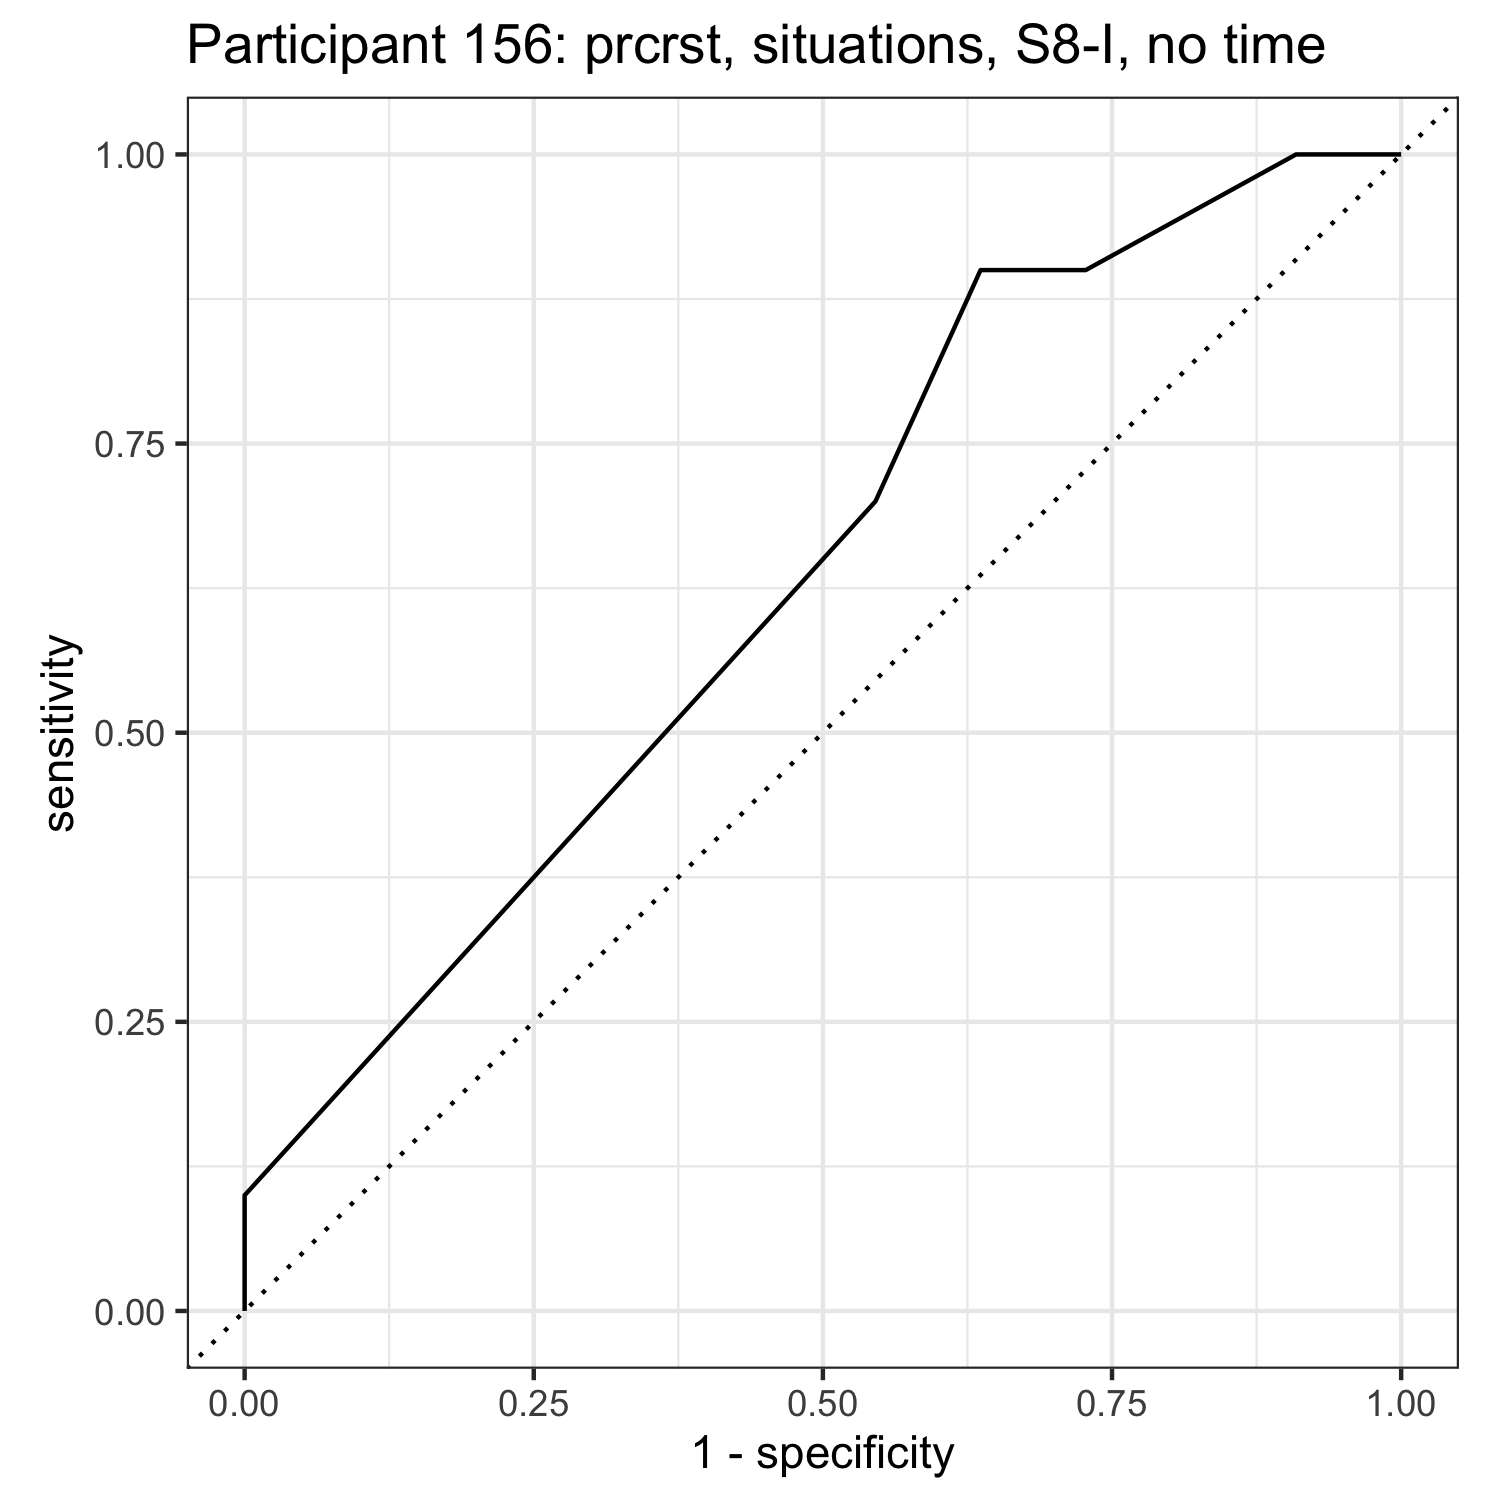 Participant 156: prcrst, situations, S8-I, no time
1.00
0.75
0.50
0.25
0.00
sensitivity
0.00 0.25 0.50 0.75 1.00
1 - specificity